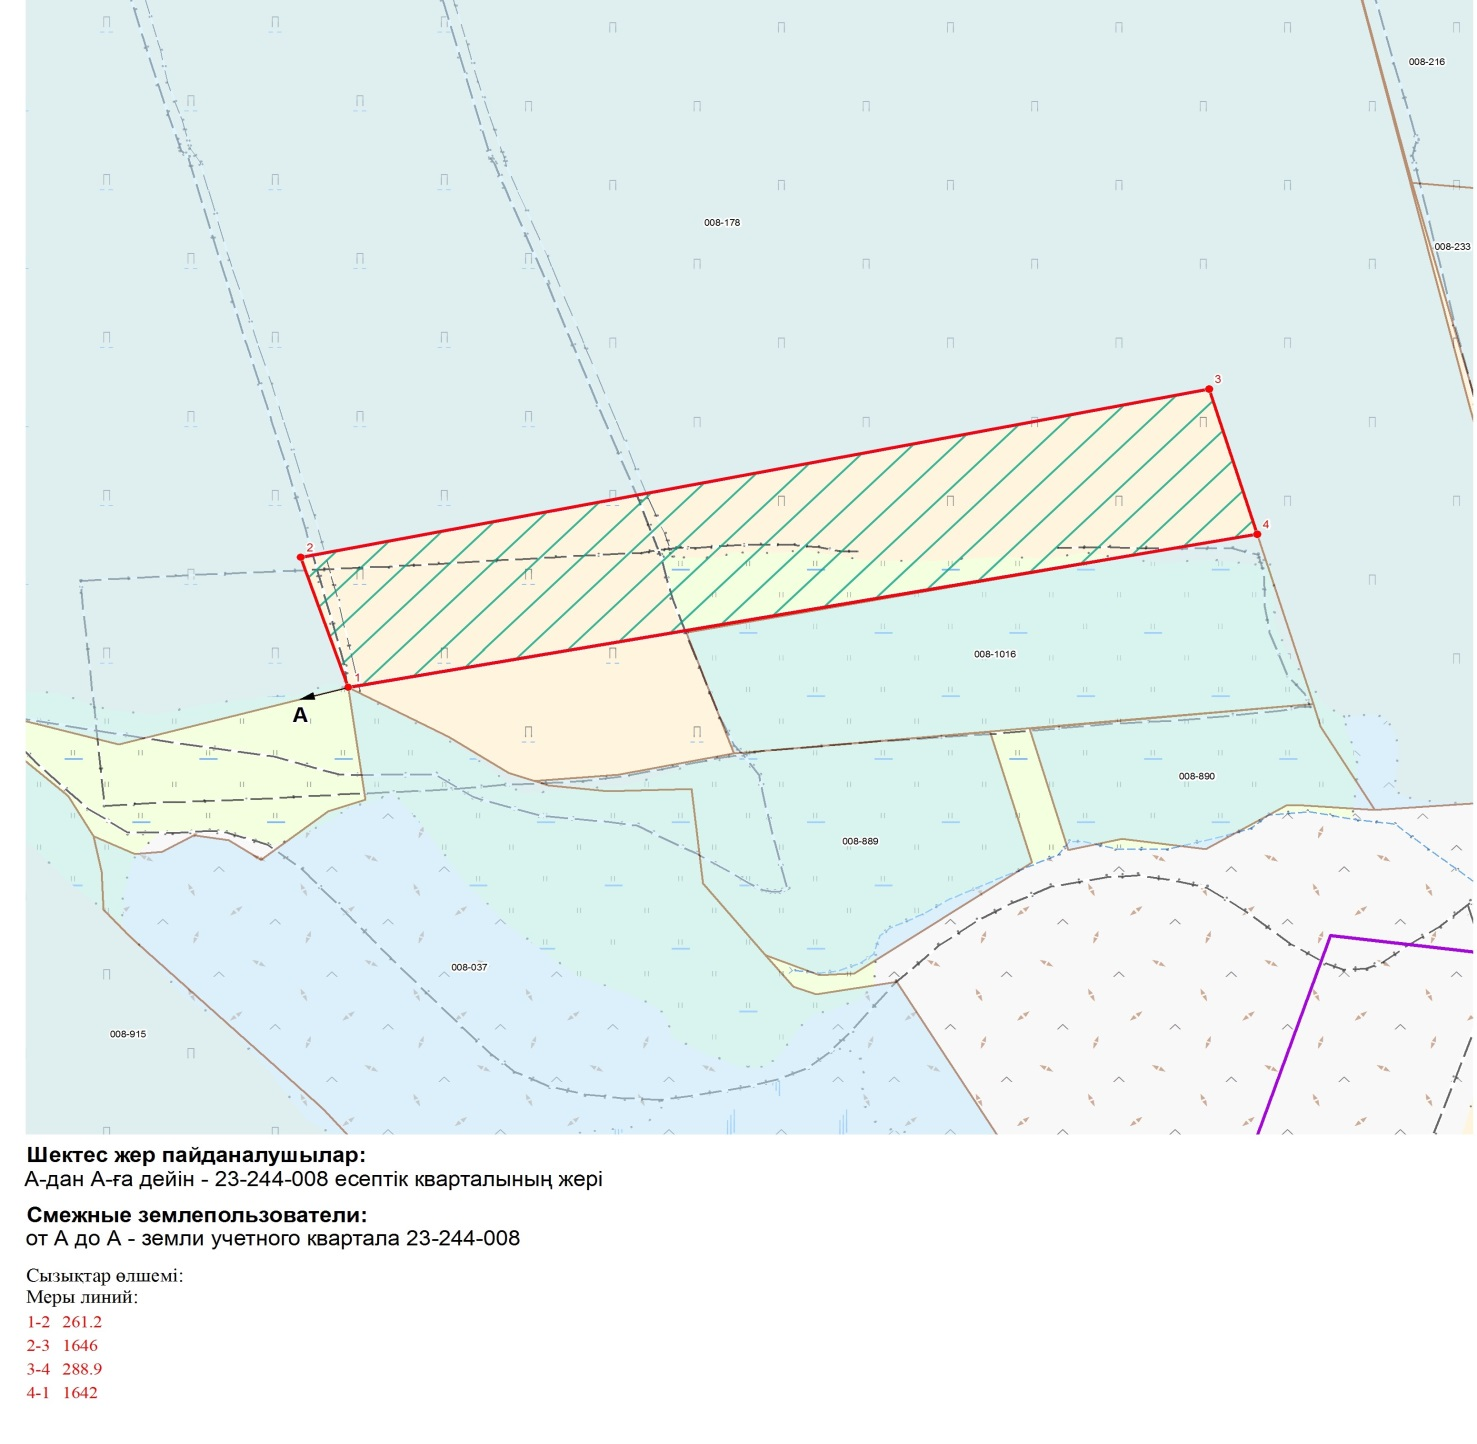 008-216
008-178
008-233
3
4
2
1
А
008-1016
008-890
008-889
008-037
008-915
Шектес жер пайданалушылар:
А-дан А-ға дейін - 23-244-008 есептік кварталының жері
Смежные землепользователи:
от А до А - земли учетного квартала 23-244-008
Сызықтар өлшемі:
Меры линий:
1-2 261.2
2-3 1646
3-4 288.9
4-1 1642